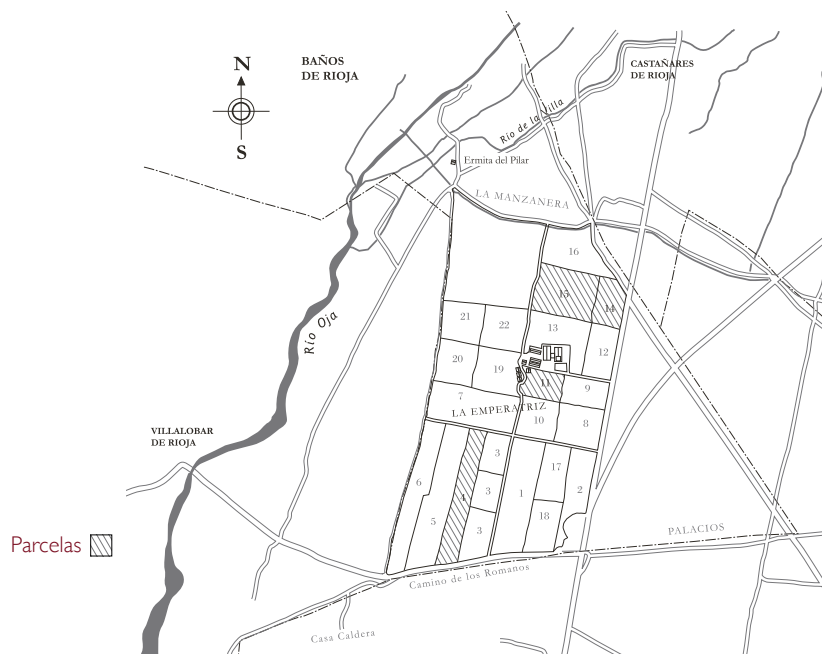 BAÑOS
DE RIOJA
N
S
CASTAÑARES
DE RIOJA
Río de la Villa
Ermita del Pilar
LA MANZANERA
16
15
14
21
22
13
12
20
19
11
9
7
LA EMPERATRIZ
10
8
Río Oja
VILLALOBAR
DE RIOJA
3
17
6
3
1
2
4
5
3
18
Parcelas
PALACIOS
Camino de los Romanos
Casa Caldera